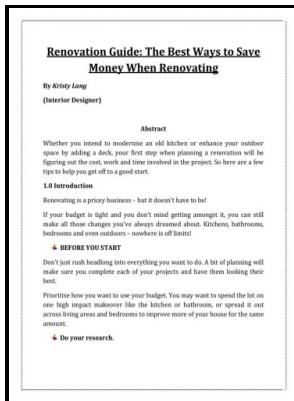 Renovation Guide: The Best Ways to Save
Money When Renovating
By Kristy Lang
(Interior Designer)
Abstract
Whether you intend to modernise an old kitchen or enhance your outdoor
space by adding a deck, your first step when planning a renovation will be
figuring out the cost, work and time involved in the project. So here are a few
tips to help you get off to a good start.
1.0 Introduction
Renovating is a pricey business – but it doesn't have to be!
If your budget is tight and you don't mind getting amongst it, you can still
make all those changes you've always dreamed about. Kitchens, bathrooms,
bedrooms and even outdoors – nowhere is off limits!
BEFORE YOU START
Don't just rush headlong into everything you want to do. A bit of planning will
make sure you complete each of your projects and have them looking their
best.
Prioritise how you want to use your budget. You may want to spend the lot on
one high impact makeover like the kitchen or bathroom, or spread it out
across living areas and bedrooms to improve more of your house for the same
amount.
Do your research.